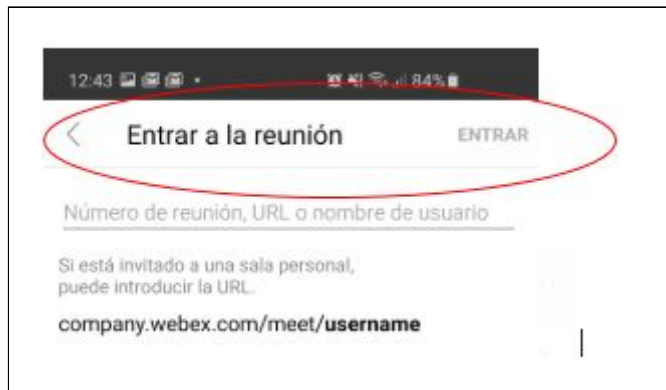 12:43 84%
Entrar a la reunión ENTRAR
Número de reunión, URL o nombre de usuario
Si está invitado a una sala personal,
puede introducir la URL.
company.webex.com/meet/username